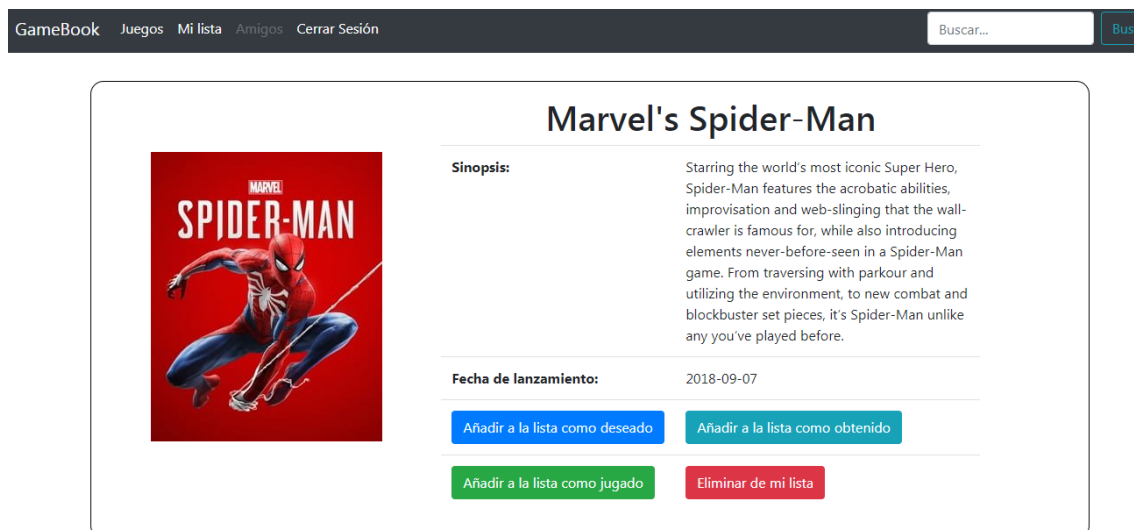 GameBook Juegos Mi lista Amigos Cerrar Sesión Buscar... Bus
Marvel's Spider-Man
MARVEL
SPIDER-MAN
Sinopsis:
Starring the world's most iconic Super Hero,
Spider-Man features the acrobatic abilities,
improvisation and web-slinging that the wall-
crawler is famous for, while also introducing
elements never-before-seen in a Spider-Man
game. From traversing with parkour and
utilizing the environment, to new combat and
blockbuster set pieces, it's Spider-Man unlike
any you've played before.
Fecha de lanzamiento: 2018-09-07
Añadir a la lista como deseado Añadir a la lista como obtenido
Añadir a la lista como jugado Eliminar de mi lista